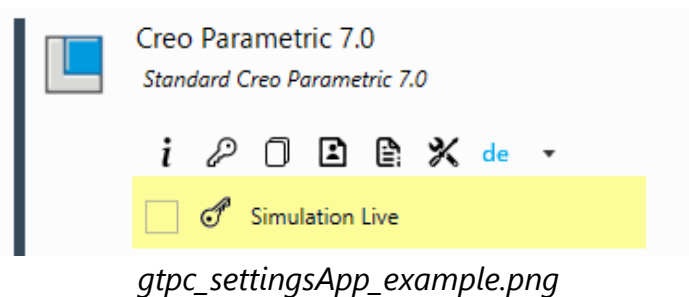 Creo Parametric 7.0
Standard Creo Parametric 7.0
i de
Simulation Live
gtpc_settingsApp_example.png